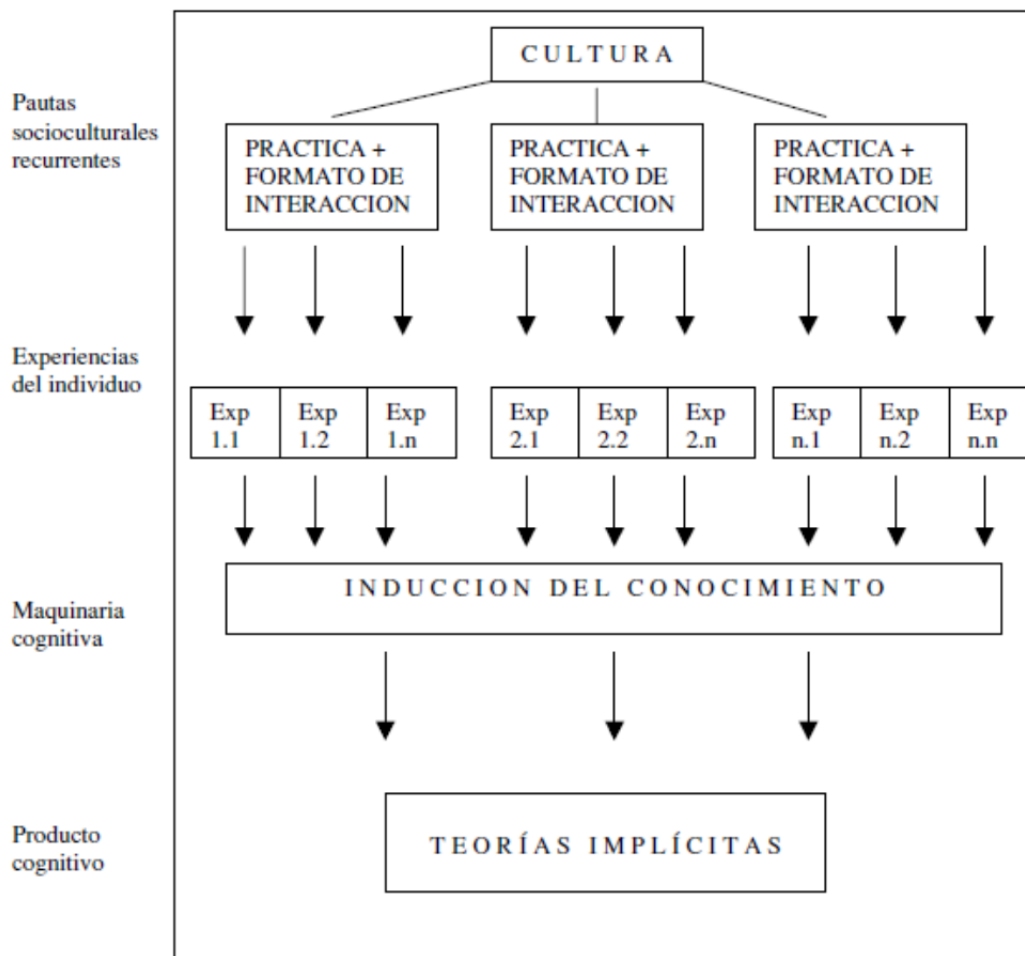 CULTURA
Pautas
socioculturales
recurrentes
PRACTICA +
FORMATO DE
INTERACCION
PRACTICA +
FORMATO DE
INTERACCION
PRACTICA +
FORMATO DE
INTERACCION
Experiencias
del individuo
Exp
1.1
Exp
1.2
Exp
1.n
Exp
2.1
Exp
2.2
Exp
2.n
Exp
n.1
Exp
n.2
Exp
n.n
Maquinaria
cognitiva
INDUCCION DEL CONOCIMIENTO
Producto
cognitivo
TEORÍAS IMPLÍCITAS